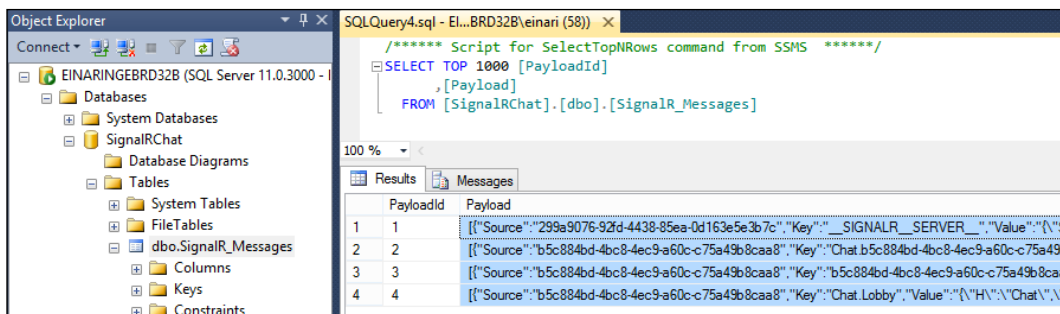 Object Explorer
Connect
EINARINGEBRD32B (SQL Server 11.0.3000 - I
Databases
System Databases
SignalRChat
Database Diagrams
Tables
System Tables
FileTables
dbo.SignalR_Messages
Columns
Keys
Constraints
SQLQuery4.sql - EI...BRD32B\einari (58))
/****** Script for SelectTopNRows command from SSMS ******/
SELECT TOP 1000 [PayloadId]
,[Payload]
FROM [SignalRChat].[dbo].[SignalR_Messages]
100 %
Results Messages
PayloadId Payload
1 1 [{"Source":"299a9076-92fd-4438-85ea-0d163e5e3b7c","Key":"__SIGNALR__SERVER__","Value":"{\"
2 2 [{"Source":"b5c884bd-4bc8-4ec9-a60c-c75a49b8caa8","Key":"Chat.b5c884bd-4bc8-4ec9-a60c-c75a49
3 3 [{"Source":"b5c884bd-4bc8-4ec9-a60c-c75a49b8caa8","Key":"b5c884bd-4bc8-4ec9-a60c-c75a49b8caa
4 4 [{"Source":"b5c884bd-4bc8-4ec9-a60c-c75a49b8caa8","Key":"Chat.Lobby","Value":"{\"H\":\"Chat\",\